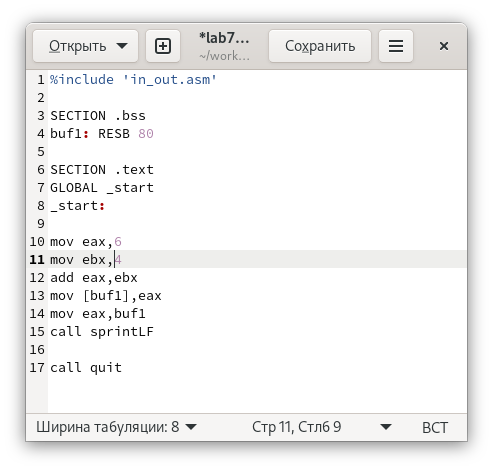 Открыть
*lab7...
~/work...
Сохранить
1 %include 'in_out.asm'
2
3 SECTION .bss
4 buf1: RESB 80
5
6 SECTION .text
7 GLOBAL _start
8 _start:
9
10 mov eax,6
11 mov ebx,4
12 add eax,ebx
13 mov [buf1],eax
14 mov eax,buf1
15 call sprintLF
16
17 call quit
Ширина табуляции: 8 Стр 11, Стлб 9 ВСТ